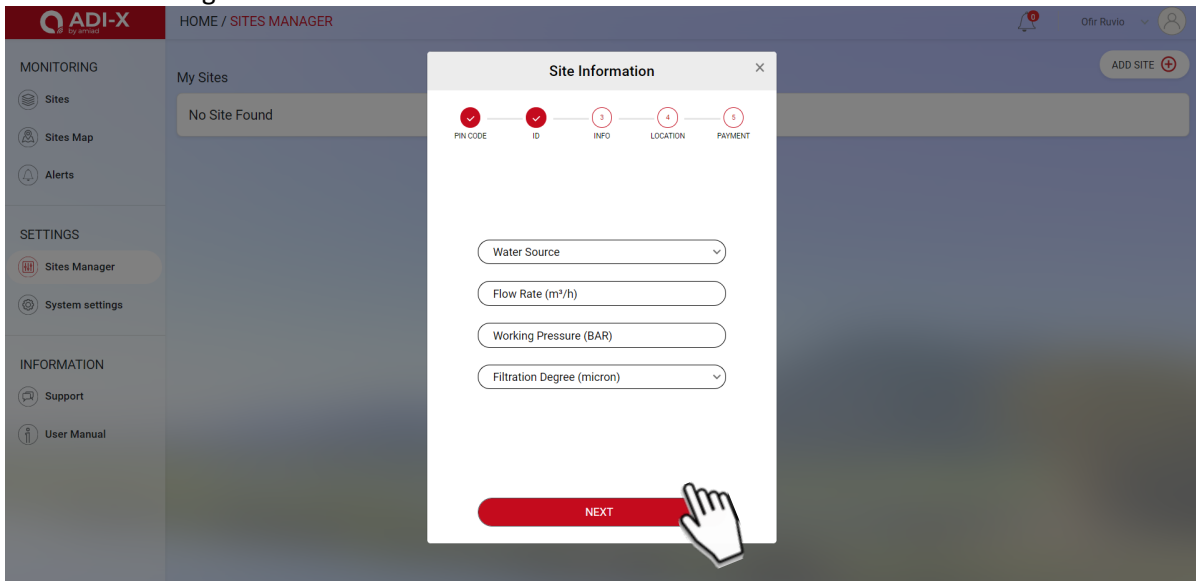 ADI-X
by amiad
HOME / SITES MANAGER
0
Ofir Ruvio
MONITORING
Sites
Sites Map
Alerts
SETTINGS
Sites Manager
System settings
INFORMATION
Support
User Manual
My Sites
ADD SITE
No Site Found
Site Information
3 4 5
PIN CODE ID INFO LOCATION PAYMENT
Water Source
Flow Rate (m³/h)
Working Pressure (BAR)
Filtration Degree (micron)
NEXT